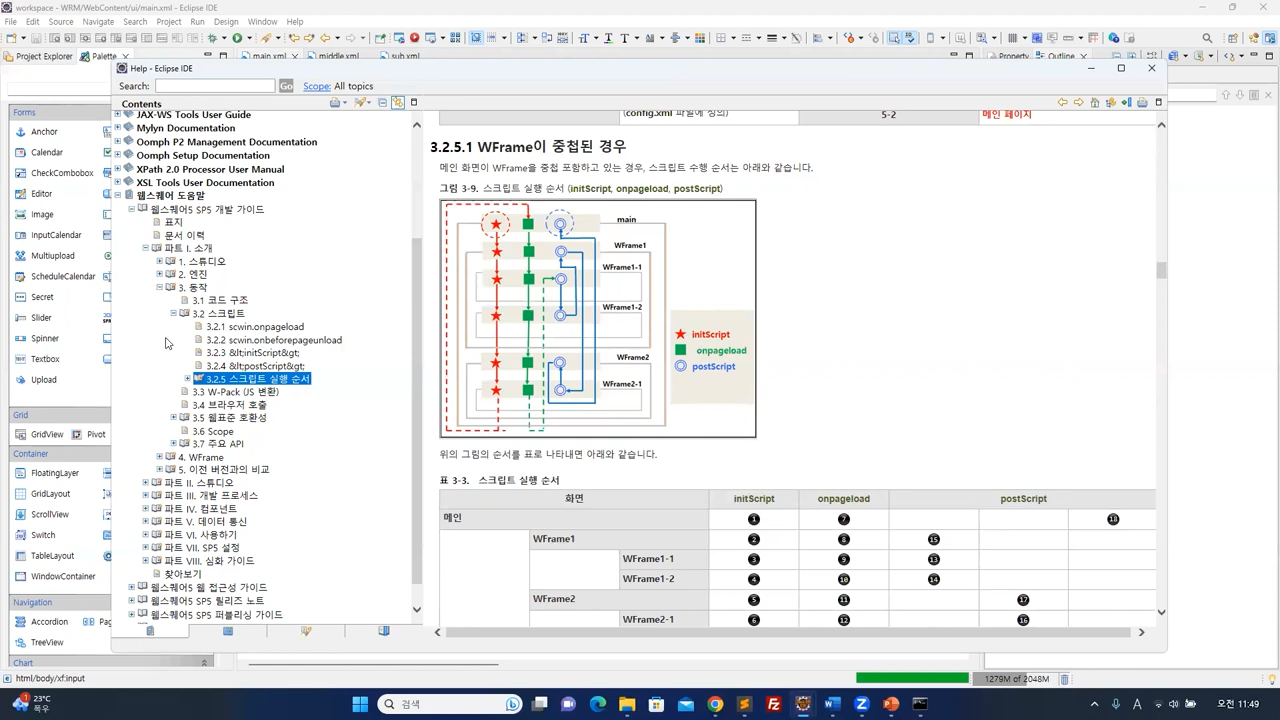 workspace - WRM/WebContent/ui/main.xml - Eclipse IDE
File Edit Source Navigate Search Project Run Design Window Help
Project Explorer Palette main.xml middle.xml sub.xml Property Outline
Help - Eclipse IDE
Search: Go Scope: All topics
Contents
Forms
Anchor
Calendar
CheckCombobox
Editor
Image
InputCalendar
Multiupload
ScheduleCalendar
Secret
Slider
Spinner
Textbox
Upload
Grid
GridView Pivot
Container
FloatingLayer
GridLayout
ScrollView
Switch
TableLayout
WindowContainer
Navigation
Accordion
TreeView
Chart
JAX-WS Tools User Guide
Mylyn Documentation
Oomph P2 Management Documentation
Oomph Setup Documentation
XPath 2.0 Processor User Manual
XSL Tools User Documentation
웹스퀘어 도움말
웹스퀘어5 SP5 개발 가이드
표지
문서 이력
파트 I. 소개
1. 스튜디오
2. 엔진
3. 동작
3.1 코드 구조
3.2 스크립트
3.2.1 scwin.onpageload
3.2.2 scwin.onbeforepageunload
3.2.3 &lt;initScript&gt;
3.2.4 &lt;postScript&gt;
3.2.5 스크립트 실행 순서
3.3 W-Pack (JS 변환)
3.4 브라우저 호출
3.5 웹표준 호환성
3.6 Scope
3.7 주요 API
4. WFrame
5. 이전 버전과의 비교
파트 II. 스튜디오
파트 III. 개발 프로세스
파트 IV. 컴포넌트
파트 V. 데이터 통신
파트 VI. 사용하기
파트 VII. SP5 설정
파트 VIII. 심화 가이드
찾아보기
웹스퀘어5 웹 접근성 가이드
웹스퀘어5 SP5 릴리즈 노트
웹스퀘어5 SP5 퍼블리싱 가이드
(config.xml 파일에 정의) 5-2 메인 페이지
3.2.5.1 WFrame이 중첩된 경우
메인 화면이 WFrame을 중첩 포함하고 있는 경우, 스크립트 수행 순서는 아래와 같습니다.
그림 3-9. 스크립트 실행 순서 (initScript, onpageload, postScript)
main
WFrame1
WFrame1-1
WFrame1-2
WFrame2
WFrame2-1
initScript
onpageload
postScript
위의 그림의 순서를 표로 나타내면 아래와 같습니다.
표 3-3. 스크립트 실행 순서
화면 initScript onpageload postScript
메인 1 7 18
WFrame1 2 8 15
WFrame1-1 3 9 13
WFrame1-2 4 10 14
WFrame2 5 11 17
WFrame2-1 6 12 16
html/body/xf:input 1279M of 2048M
23°C
폭우
검색
오전 11:49